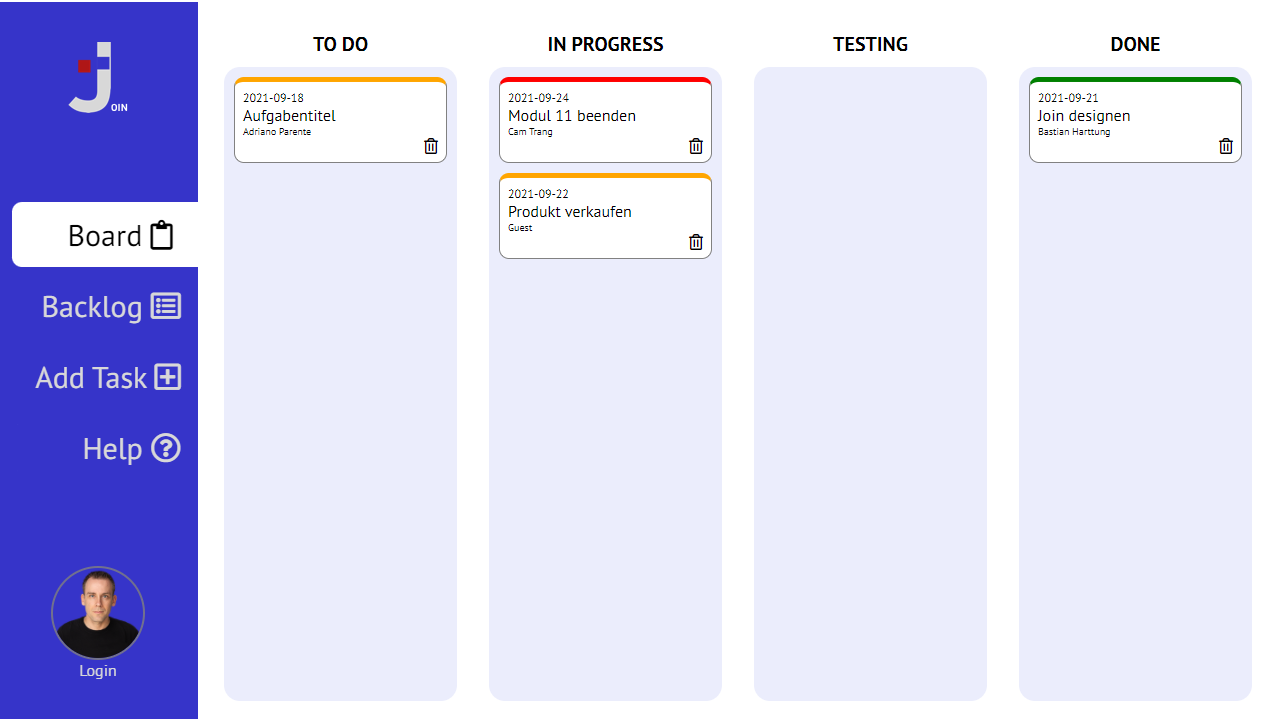 JOIN
Board
Backlog
Add Task
Help
Login
TO DO
2021-09-18
Aufgabentitel
Adriano Parente
IN PROGRESS
2021-09-24
Modul 11 beenden
Cam Trang
2021-09-22
Produkt verkaufen
Guest
TESTING
DONE
2021-09-21
Join designen
Bastian Harttung